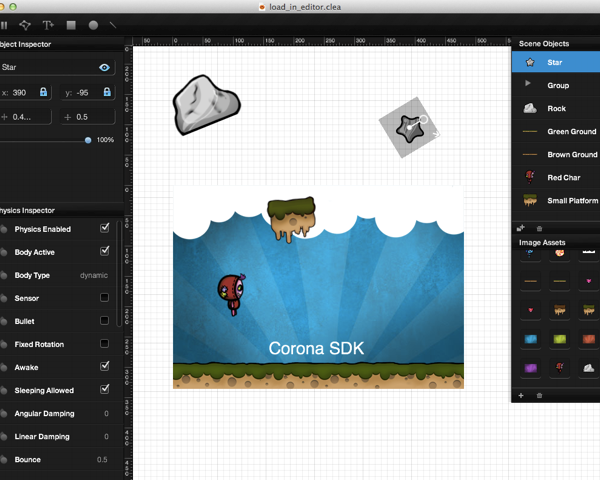 load_in_editor.clea
Object Inspector
Star
x: 390 y: -95
0.4... 0.5
100%
Physics Inspector
Physics Enabled
Body Active
Body Type dynamic
Sensor
Bullet
Fixed Rotation
Awake
Sleeping Allowed
Angular Damping 0
Linear Damping 0
Bounce 0.5
50 0 50 100 150 200 250 300 350 400 450 500
Corona SDK
Scene Objects
Star
Group
Rock
Green Ground
Brown Ground
Red Char
Small Platform
Image Assets